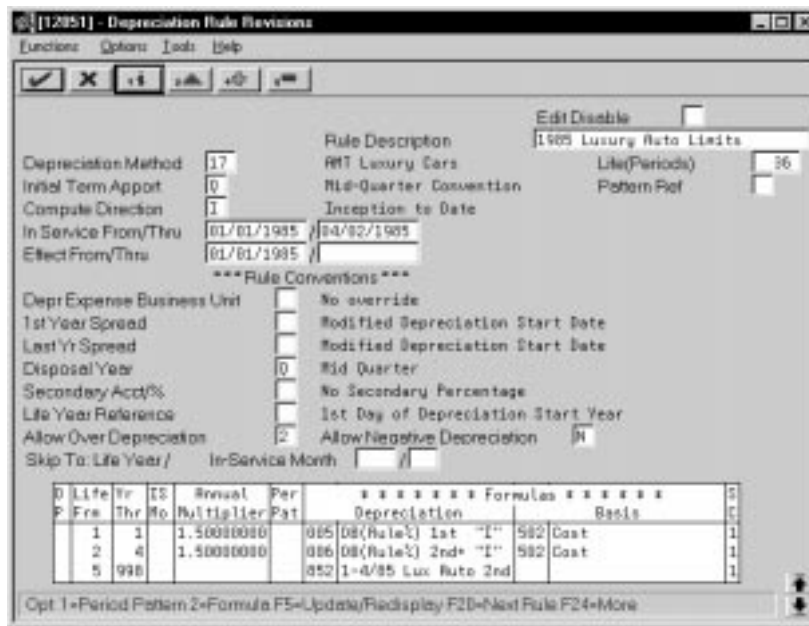 [12051] - Depreciation Rule Revisions
Functions Options Tools Help
Edit Disable
Rule Description 1985 Luxury Auto Limits
Depreciation Method 17 AMT Luxury Cars Life(Periods) 36
Initial Term Apport Q Mid-Quarter Convention Pattern Ref
Compute Direction I Inception to Date
In Service From/Thru 01/01/1985 / 04/02/1985
Effect From/Thru 01/01/1985 /
*** Rule Conventions ***
Depr Expense Business Unit No override
1st Year Spread Modified Depreciation Start Date
Last Yr Spread Modified Depreciation Start Date
Disposal Year Q Mid Quarter
Secondary Acct/% No Secondary Percentage
Life Year Reference 1st Day of Depreciation Start Year
Allow Over Depreciation 2 Allow Negative Depreciation N
Skip To: Life Year / In-Service Month /
D Life Yr IS Annual Per * * * * * * * Formulas * * * * * * S
P Frm Thr Mo Multiplier Pat Depreciation Basis C
1 1 1.50000000 005 DB(Rule%) 1st "I" 502 Cost 1
2 4 1.50000000 006 DB(Rule%) 2nd+ "I" 502 Cost 1
5 998 852 1-4/85 Lux Auto 2nd 1
Opt: 1=Period Pattern 2=Formula F5=Update/Redisplay F20=Next Rule F24=More